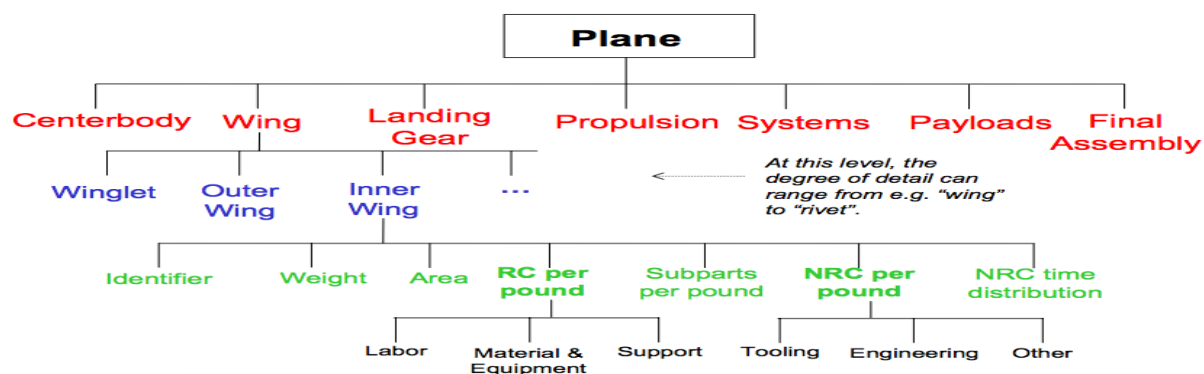 Plane
Centerbody
Wing
Landing
Gear
Propulsion
Systems
Payloads
Final
Assembly
Winglet
Outer
Wing
Inner
Wing
...
At this level, the
degree of detail can
range from e.g. “wing”
to “rivet”.
Identifier
Weight
Area
RC per
pound
Subparts
per pound
NRC per
pound
NRC time
distribution
Labor
Material &
Equipment
Support
Tooling
Engineering
Other